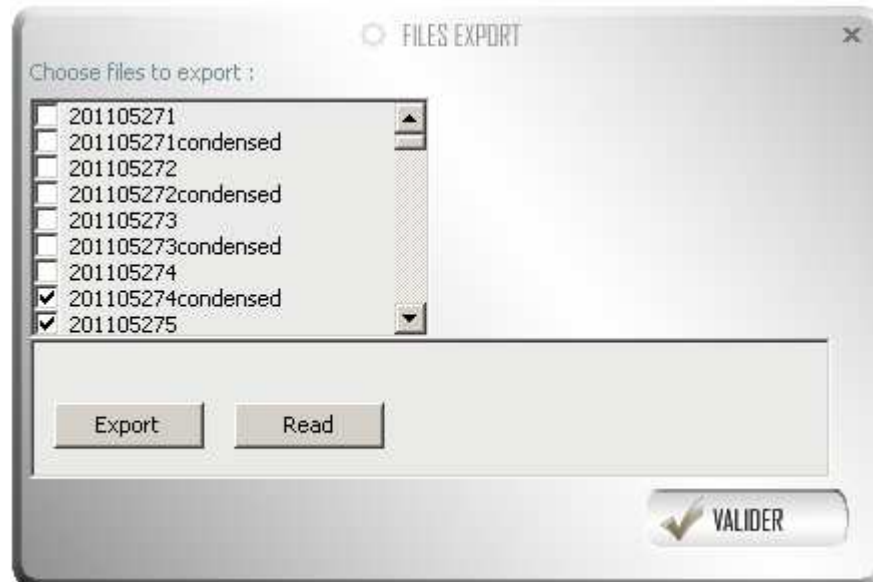 FILES EXPORT
Choose files to export :
201105271
201105271condensed
201105272
201105272condensed
201105273
201105273condensed
201105274
201105274condensed
201105275
Export Read
VALIDER